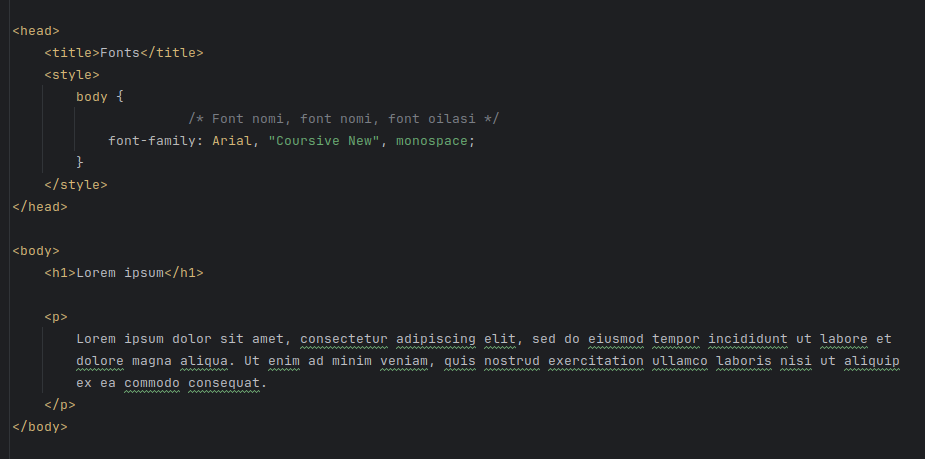 <head>
    <title>Fonts</title>
    <style>
        body {
                      /* Font nomi, font nomi, font oilasi */
            font-family: Arial, "Coursive New", monospace;
        }
    </style>
</head>

<body>
    <h1>Lorem ipsum</h1>

    <p>
        Lorem ipsum dolor sit amet, consectetur adipiscing elit, sed do eiusmod tempor incididunt ut labore et
        dolore magna aliqua. Ut enim ad minim veniam, quis nostrud exercitation ullamco laboris nisi ut aliquip
        ex ea commodo consequat.
    </p>
</body>